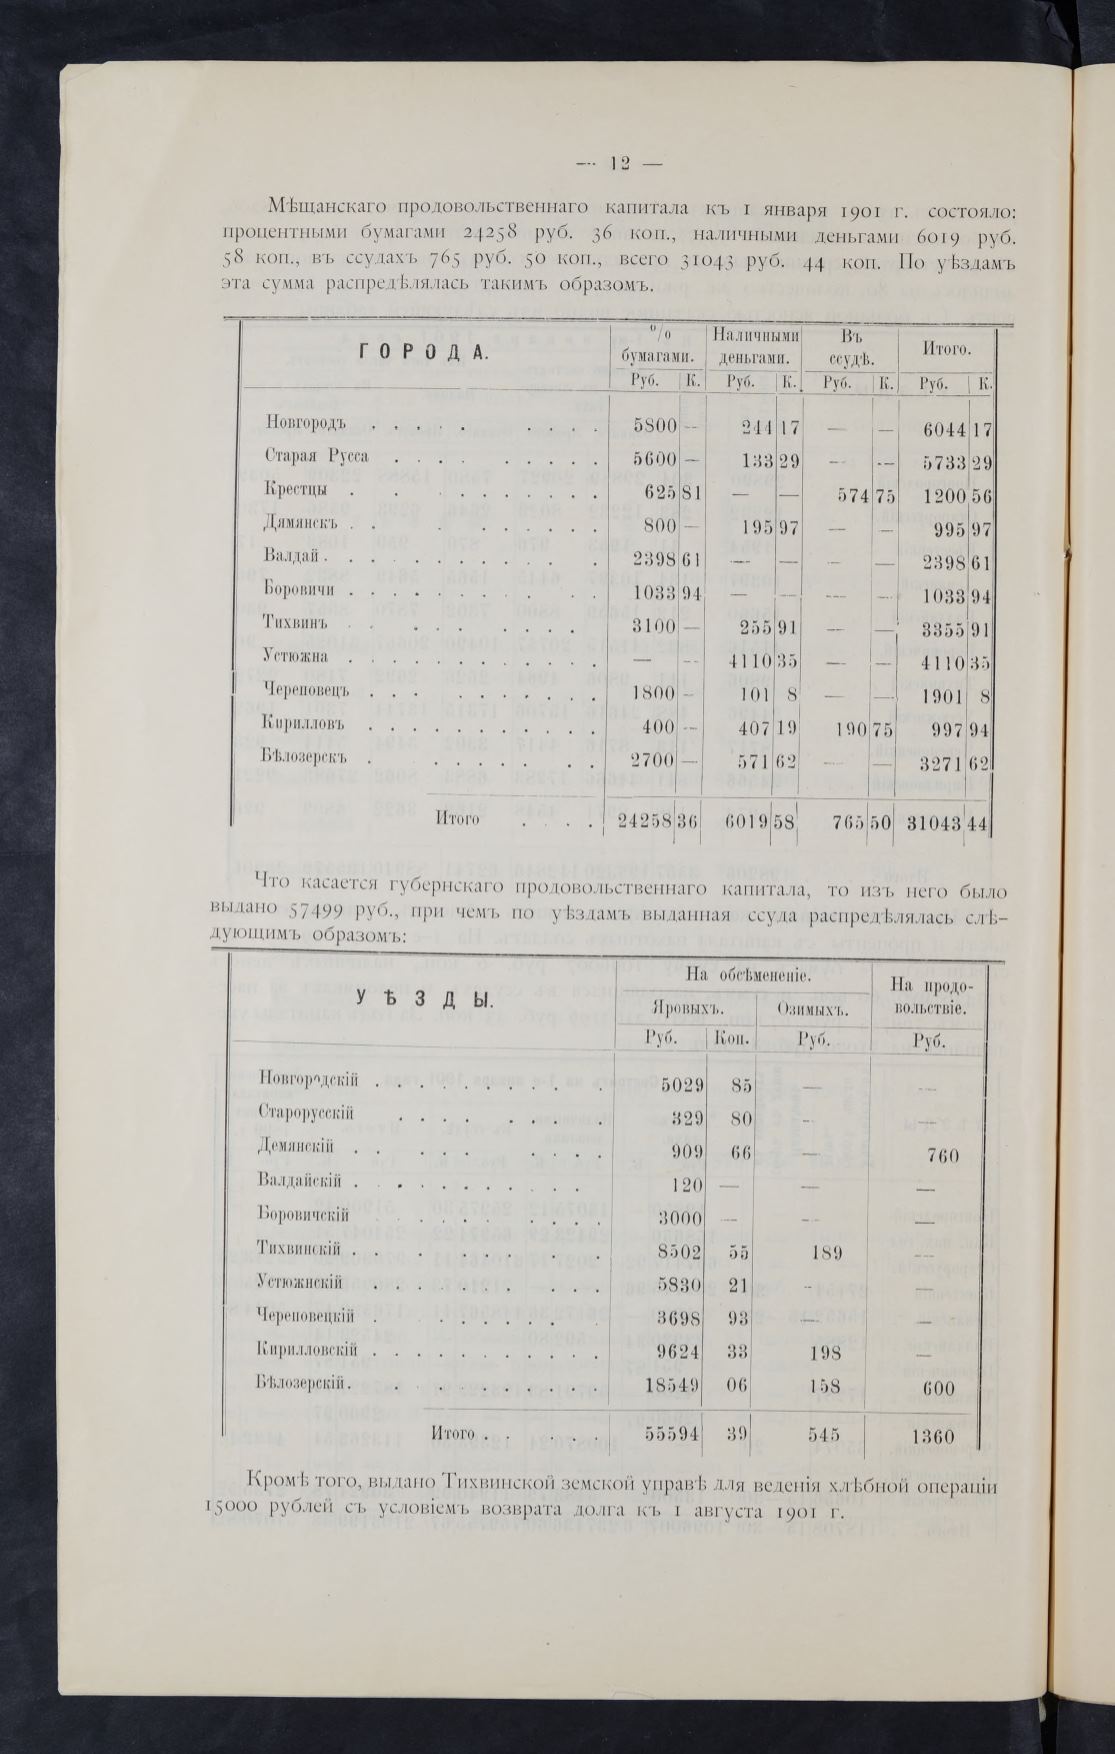 — 12 —
Мѣщанскаго продовольственнаго капитала къ 1 января 1901 г. состояло:
процентными бумагами 24258 руб. 36 коп., наличными деньгами 6019 руб.
58 коп., въ ссудахъ 765 руб. 50 коп., всего 31043 руб. 44 коп. По уѣздамъ
эта сумма распредѣлялась такимъ образомъ.
ГОРОДА. % бумагами. Наличными деньгами. Въ ссудѣ. Итого.
Руб. К. Руб. К. Руб. К. Руб. К.
Новгородъ . . . . . . . . . 5800 — 244 17 — — 6044 17
Старая Русса . . . . . . . . . 5600 — 133 29 — — 5733 29
Крестцы . . . . . . . . . . 625 81 — — 574 75 1200 56
Дямянскъ . . . . . . . . . 800 — 195 97 — — 995 97
Валдай . . . . . . . . . . 2398 61 — — — — 2398 61
Боровичи . . . . . . . . . . 1033 94 — — — — 1033 94
Тихвинъ . . . . . . . . . . 3100 — 255 91 — — 3355 91
Устюжна . . . . . . . . . . . — — 4110 35 — — 4110 35
Череповецъ . . . . . . . . . . 1800 — 101 8 — — 1901 8
Кирилловъ . . . . . . . . . . . 400 — 407 19 190 75 997 94
Бѣлозерскъ . . . . . . . . 2700 — 571 62 — — 3271 62
Итого . . . . 24258 36 6019 58 765 50 31043 44
Что касается губернскаго продовольственнаго капитала, то изъ него было
выдано 57499 руб., при чемъ по уѣздамъ выданная ссуда распредѣлялась слѣ-
дующимъ образомъ:
УѢЗДЫ. На обсѣмененіе. На продо-
Яровыхъ. Озимыхъ. вольствіе.
Руб. Коп. Руб. Руб.
Новгородскій . . . . . . . . . . 5029 85 — —
Старорусскій . . . . . . . . . 329 80 — —
Демянскій . . . . . . . . . 909 66 — 760
Валдайскій . . . . . . . . . . 120 — — —
Боровичскій . . . . . . . . . 3000 — — —
Тихвинскій . . . . . . . . . . 8502 55 189 —
Устюжнскій . . . . . . . . . 5830 21 — —
Череповецкій . . . . . . . . . 3698 93 — —
Кирилловскій . . . . . . . . . . 9624 33 198 —
Бѣлозерскій . . . . . . . . . 18549 06 158 600
Итого . . . . . 55594 39 545 1360
Кромѣ того, выдано Тихвинской земской управѣ для веденія хлѣбной операціи
15000 рублей съ условіемъ возврата долга къ 1 августа 1901 г.